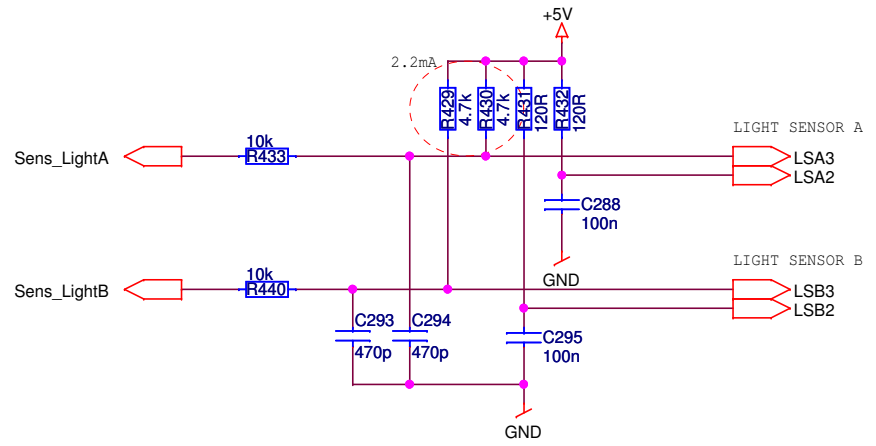 +5V
2.2mA
R429
4.7k
R430
4.7k
R431
120R
R432
120R
LIGHT SENSOR A
10k
Sens_LightA
R433
LSA3
LSA2
C288
100n
GND
LIGHT SENSOR B
10k
Sens_LightB
R440
LSB3
LSB2
C293
470p
C294
470p
C295
100n
GND